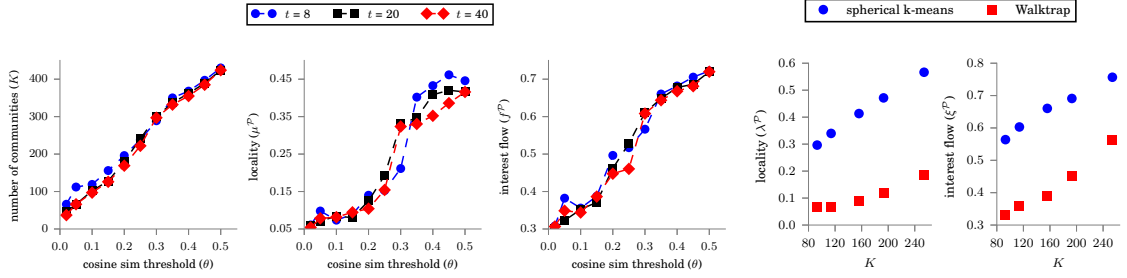 t = 8 t = 20 t = 40
spherical k-means Walktrap
number of communities (K)
400
300
200
100
0
0.0 0.1 0.2 0.3 0.4 0.5
cosine sim threshold (θ)
locality (μ^𝒫)
0.45
0.35
0.25
0.15
0.05
0.0 0.1 0.2 0.3 0.4 0.5
cosine sim threshold (θ)
interest flow (f^𝒫)
0.7
0.6
0.5
0.4
0.3
0.0 0.1 0.2 0.3 0.4 0.5
cosine sim threshold (θ)
locality (λ^𝒫)
0.6
0.5
0.4
0.3
0.2
0.1
0.0
80 120 160 200 240
K
interest flow (ξ^𝒫)
0.8
0.7
0.6
0.5
0.4
0.3
80 120 160 200 240
K